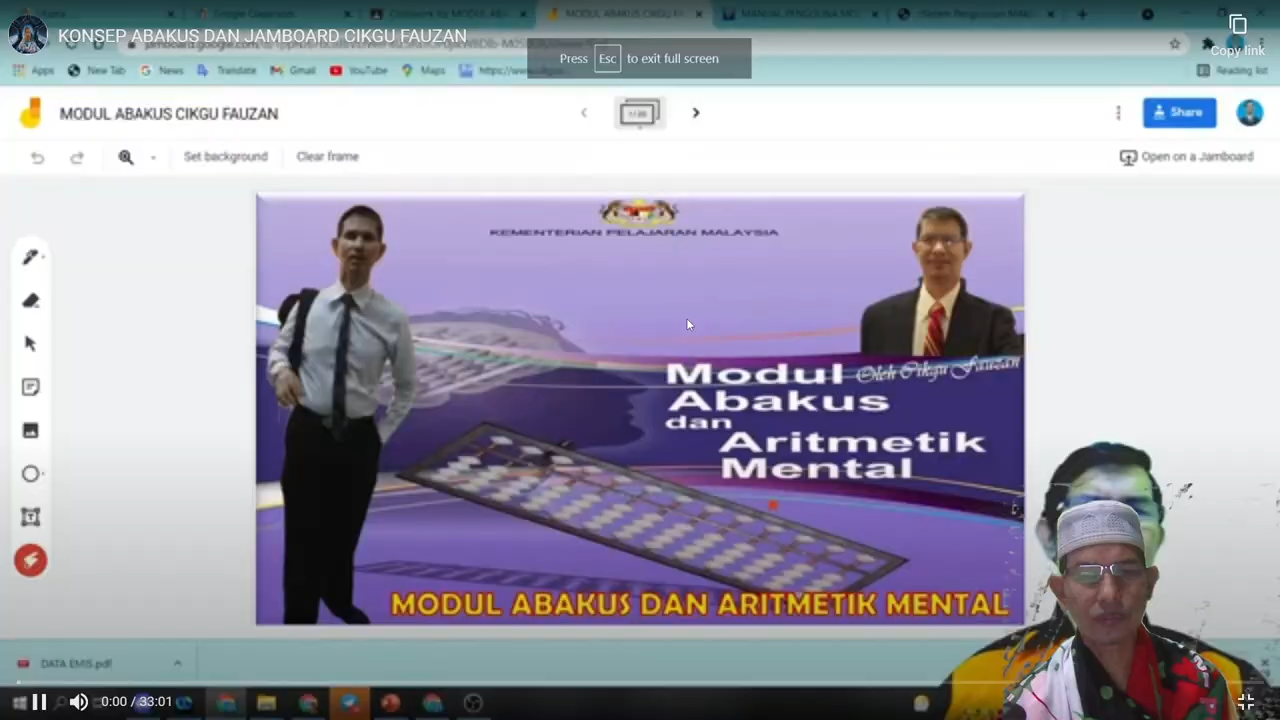 KONSEP ABAKUS DAN JAMBOARD CIKGU FAUZAN
Copy link
Press Esc to exit full screen
Apps
New Tab
News
Translate
Gmail
YouTube
Maps
Reading list
MODUL ABAKUS CIKGU FAUZAN
Share
Set background
Clear frame
Open on a Jamboard
KEMENTERIAN PELAJARAN MALAYSIA
Modul
Oleh Cikgu Fauzan
Abakus
dan
Aritmetik
Mental
MODUL ABAKUS DAN ARITMETIK MENTAL
DATA EMIS.pdf
0:00 / 33:01